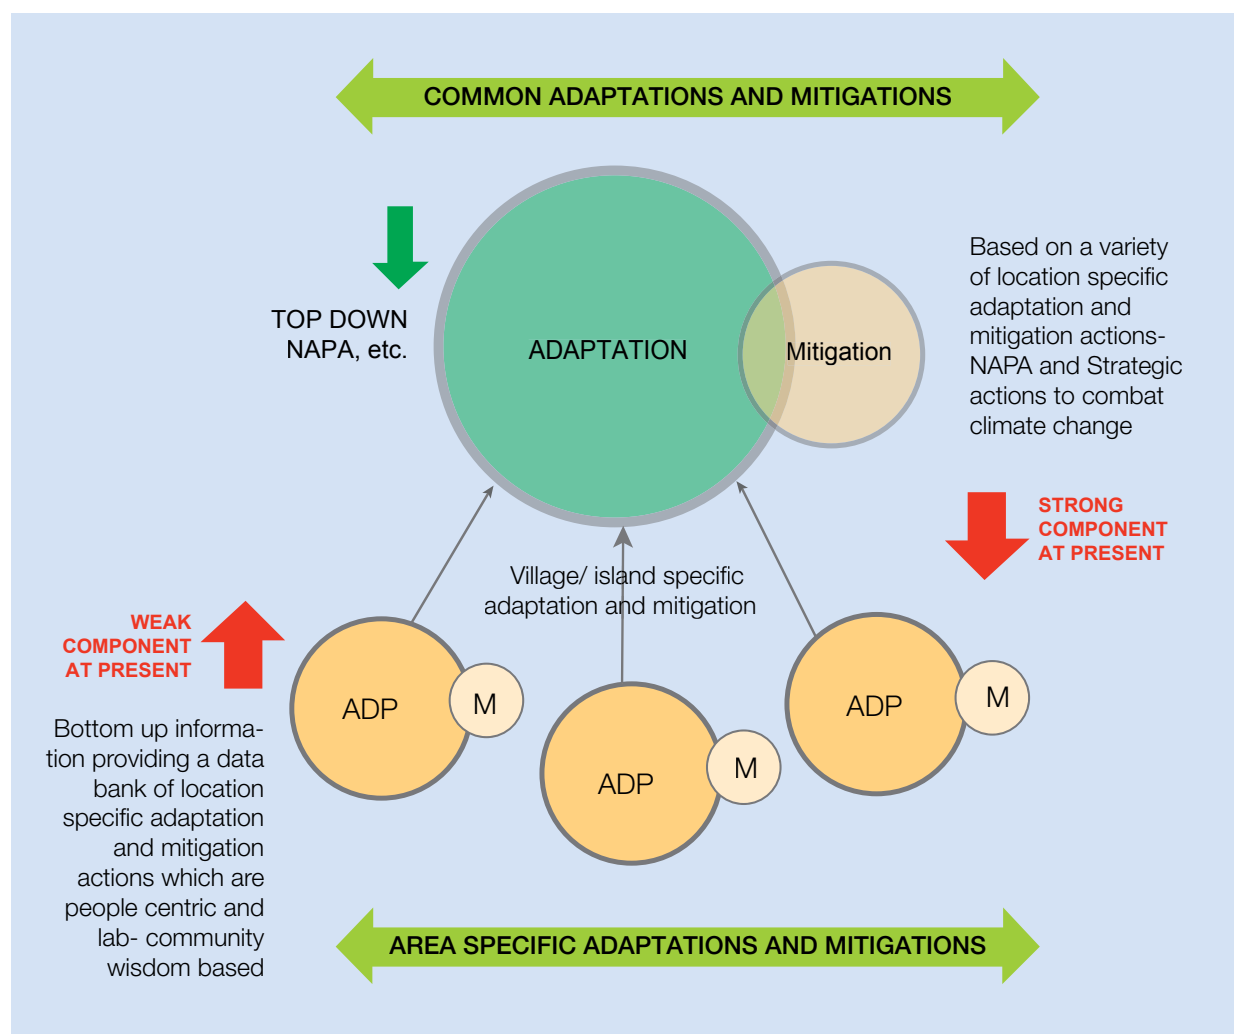 COMMON ADAPTATIONS AND MITIGATIONS
TOP DOWN
NAPA, etc.
ADAPTATION
Mitigation
Based on a variety
of location specific
adaptation and
mitigation actions-
NAPA and Strategic
actions to combat
climate change
STRONG
COMPONENT
AT PRESENT
Village/ island specific
adaptation and mitigation
WEAK
COMPONENT
AT PRESENT
ADP
M
ADP
M
ADP
M
Bottom up informa-
tion providing a data
bank of location
specific adaptation
and mitigation
actions which are
people centric and
lab- community
wisdom based
AREA SPECIFIC ADAPTATIONS AND MITIGATIONS